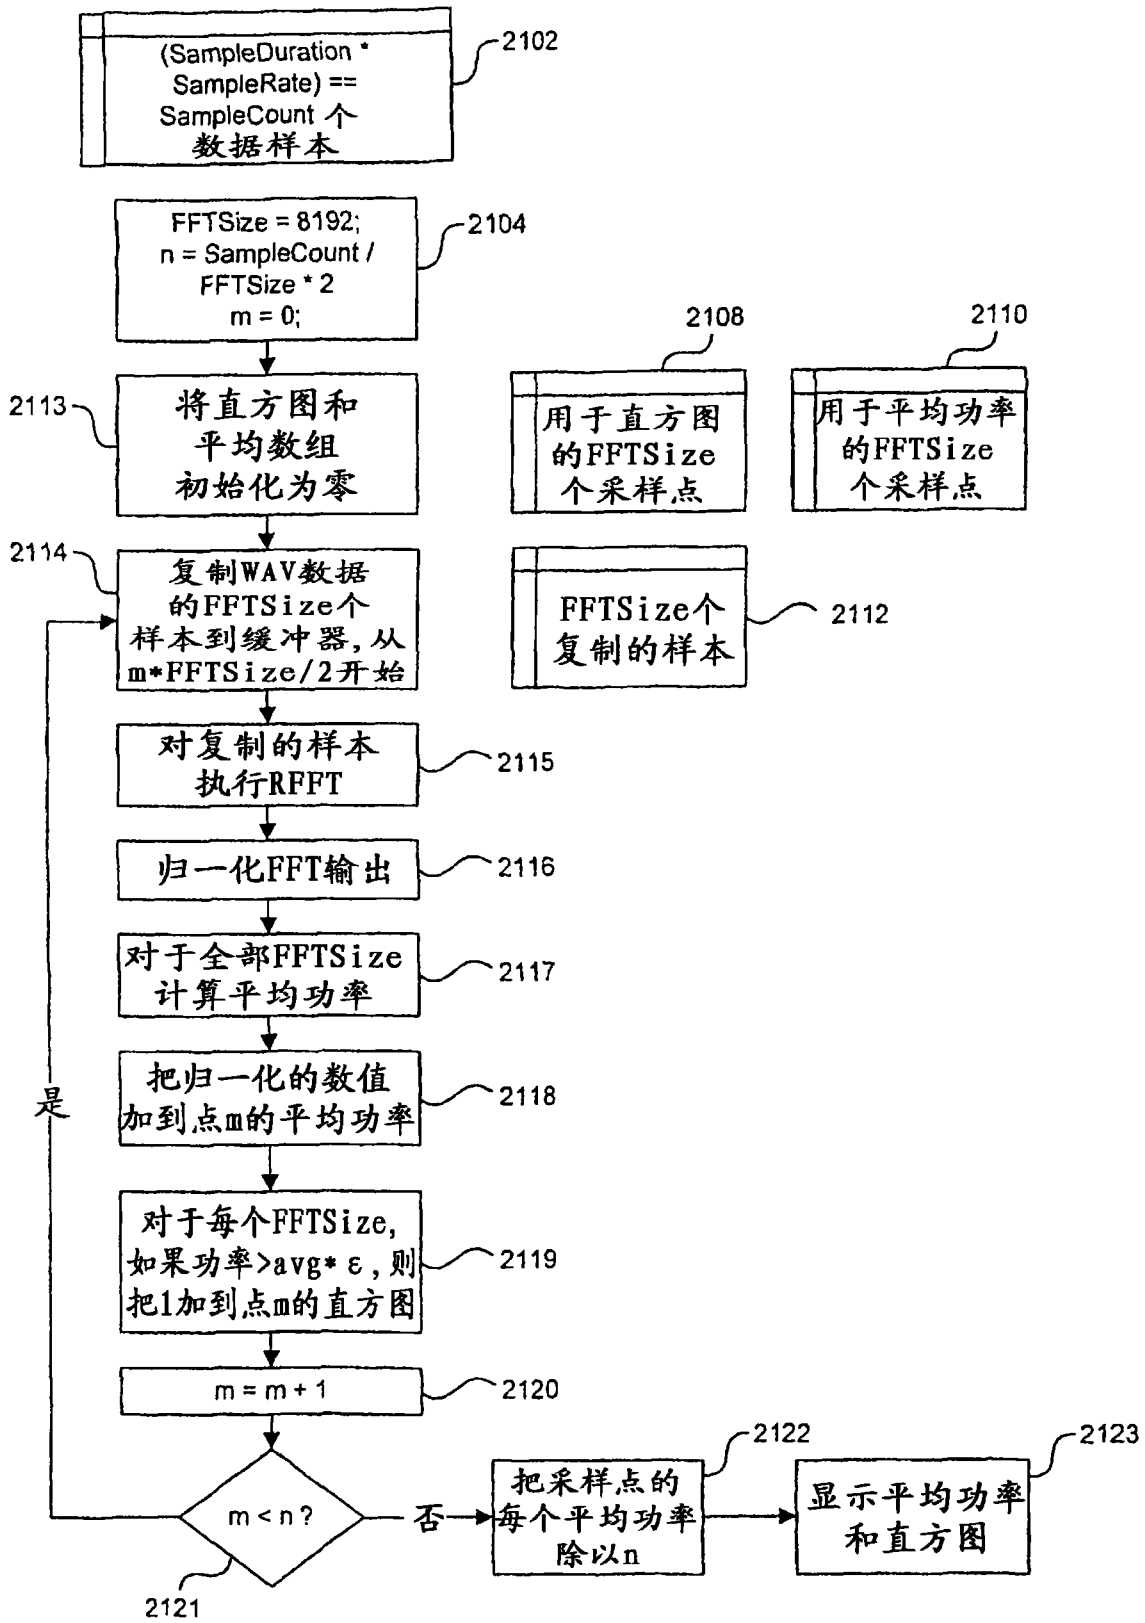 (SampleDuration *
SampleRate) ==
SampleCount 个
数据样本
2102
FFTSize = 8192;
n = SampleCount /
FFTSize * 2
m = 0;
2104
2108
2110
2113
将直方图和
平均数组
初始化为零
用于直方图
的FFTSize
个采样点
用于平均功率
的FFTSize
个采样点
2114
复制WAV数据
的FFTSize个
样本到缓冲器,从
m*FFTSize/2开始
FFTSize个
复制的样本
2112
对复制的样本
执行RFFT
2115
归一化FFT输出
2116
对于全部FFTSize
计算平均功率
2117
把归一化的数值
加到点m的平均功率
2118
是
对于每个FFTSize,
如果功率>avg* ε,则
把1加到点m的直方图
2119
m = m + 1
2120
m < n ?
2121
否
把采样点的
每个平均功率
除以n
2122
显示平均功率
和直方图
2123